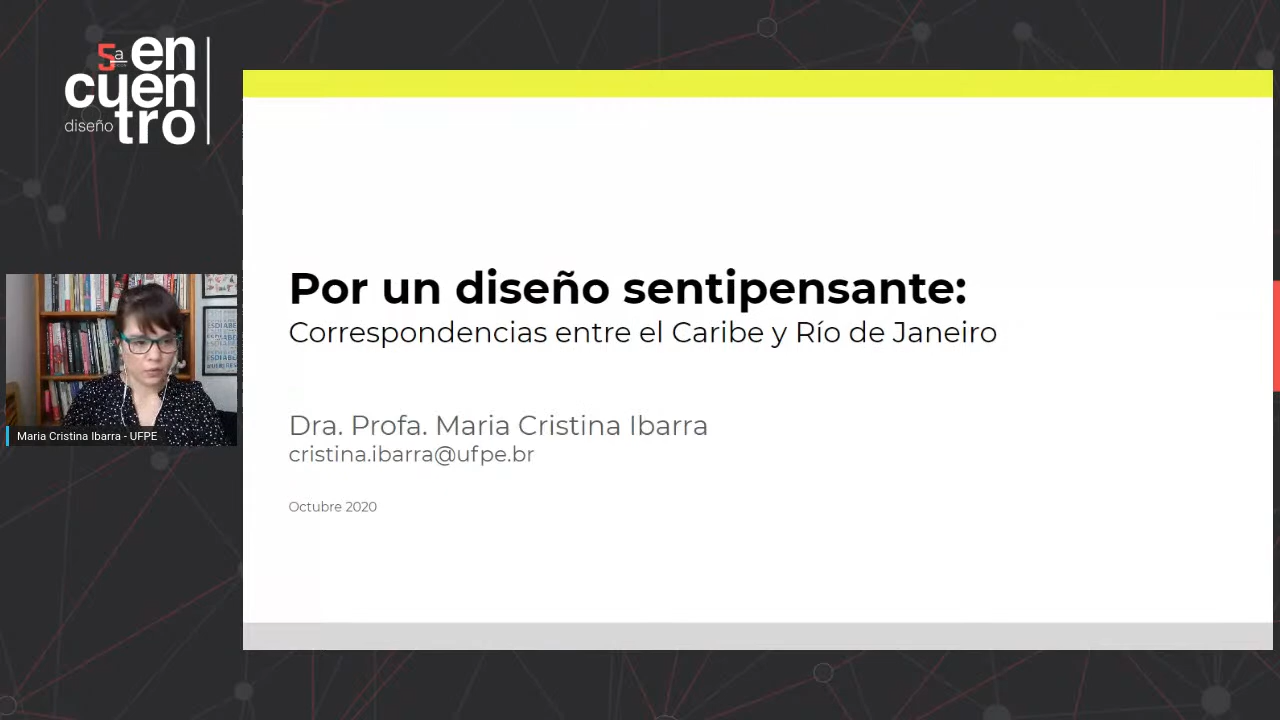 5a en
cuen
diseño tro
Por un diseño sentipensante:
Correspondencias entre el Caribe y Río de Janeiro
Dra. Profa. Maria Cristina Ibarra
cristina.ibarra@ufpe.br
Octubre 2020
Maria Cristina Ibarra - UFPE